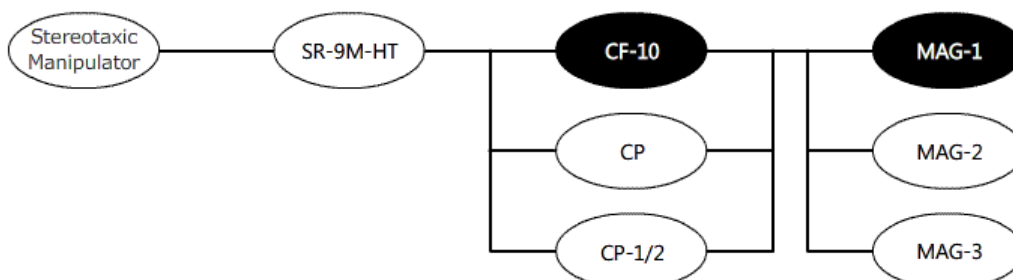 Stereotaxic
Manipulator
SR-9M-HT
CF-10
MAG-1
CP
MAG-2
CP-1/2
MAG-3